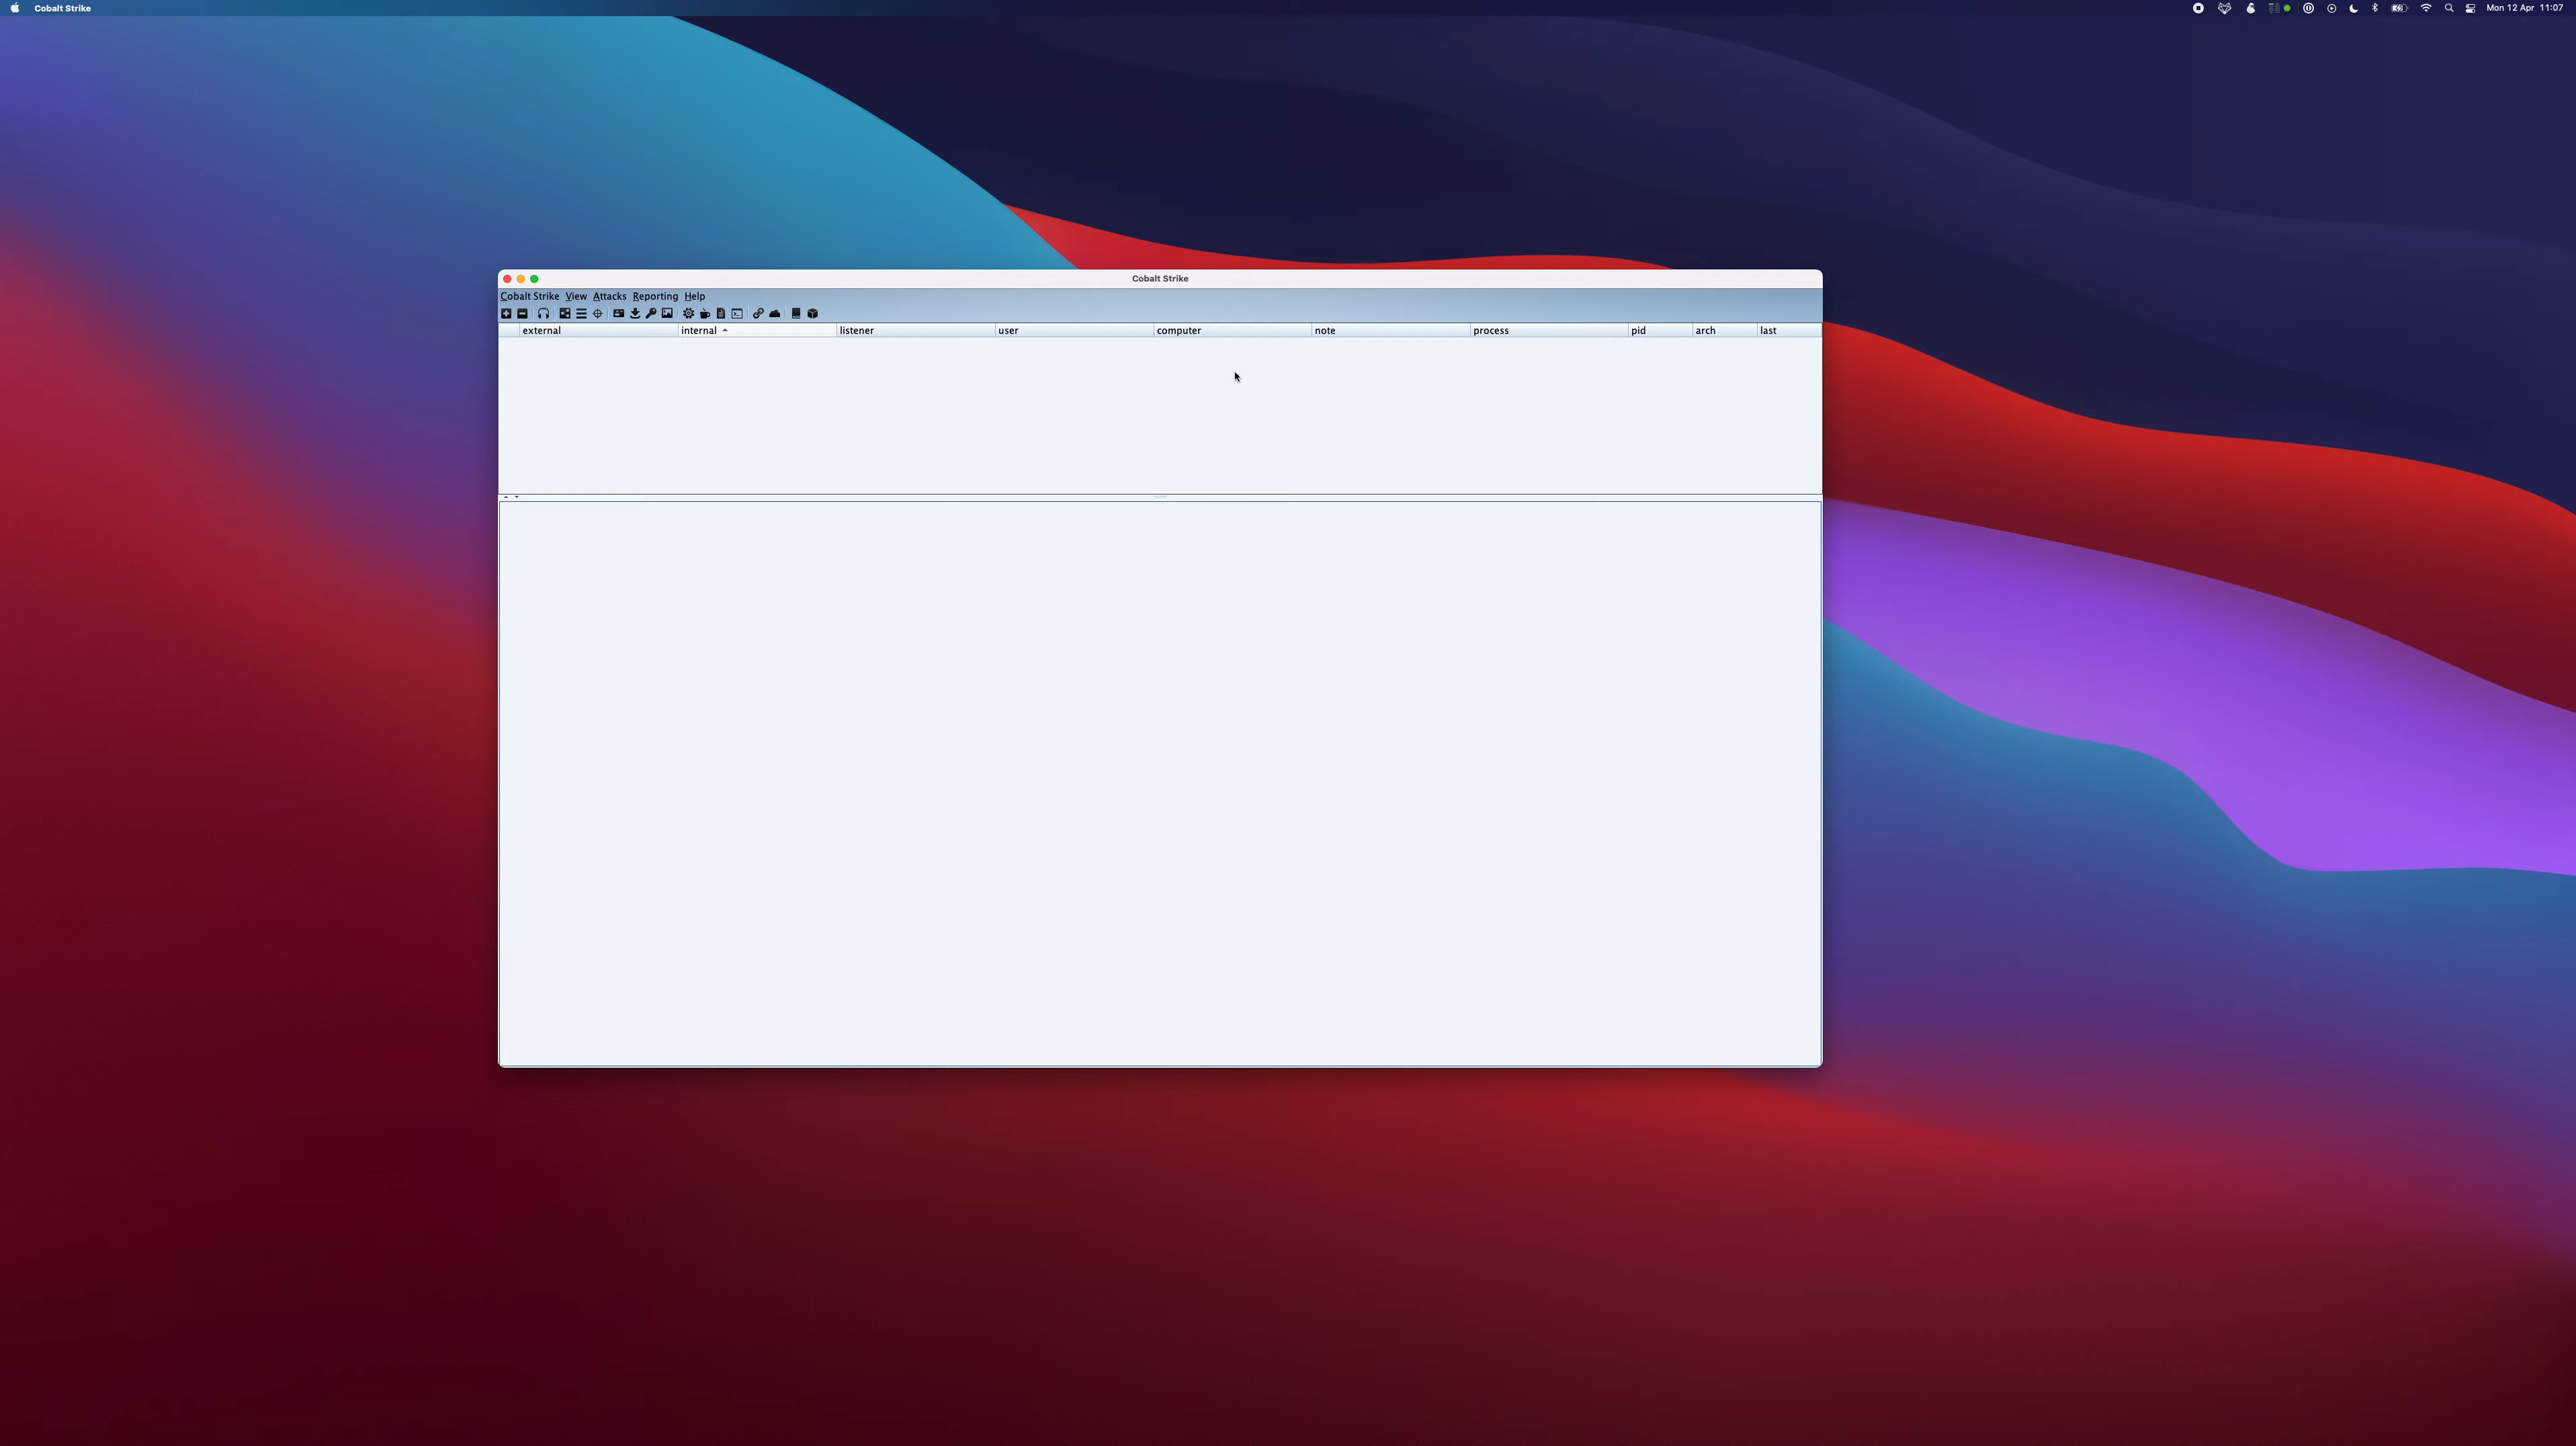 Cobalt Strike
Mon 12 Apr 11:07
Cobalt Strike
Cobalt Strike View Attacks Reporting Help
external internal listener user computer note process pid arch last